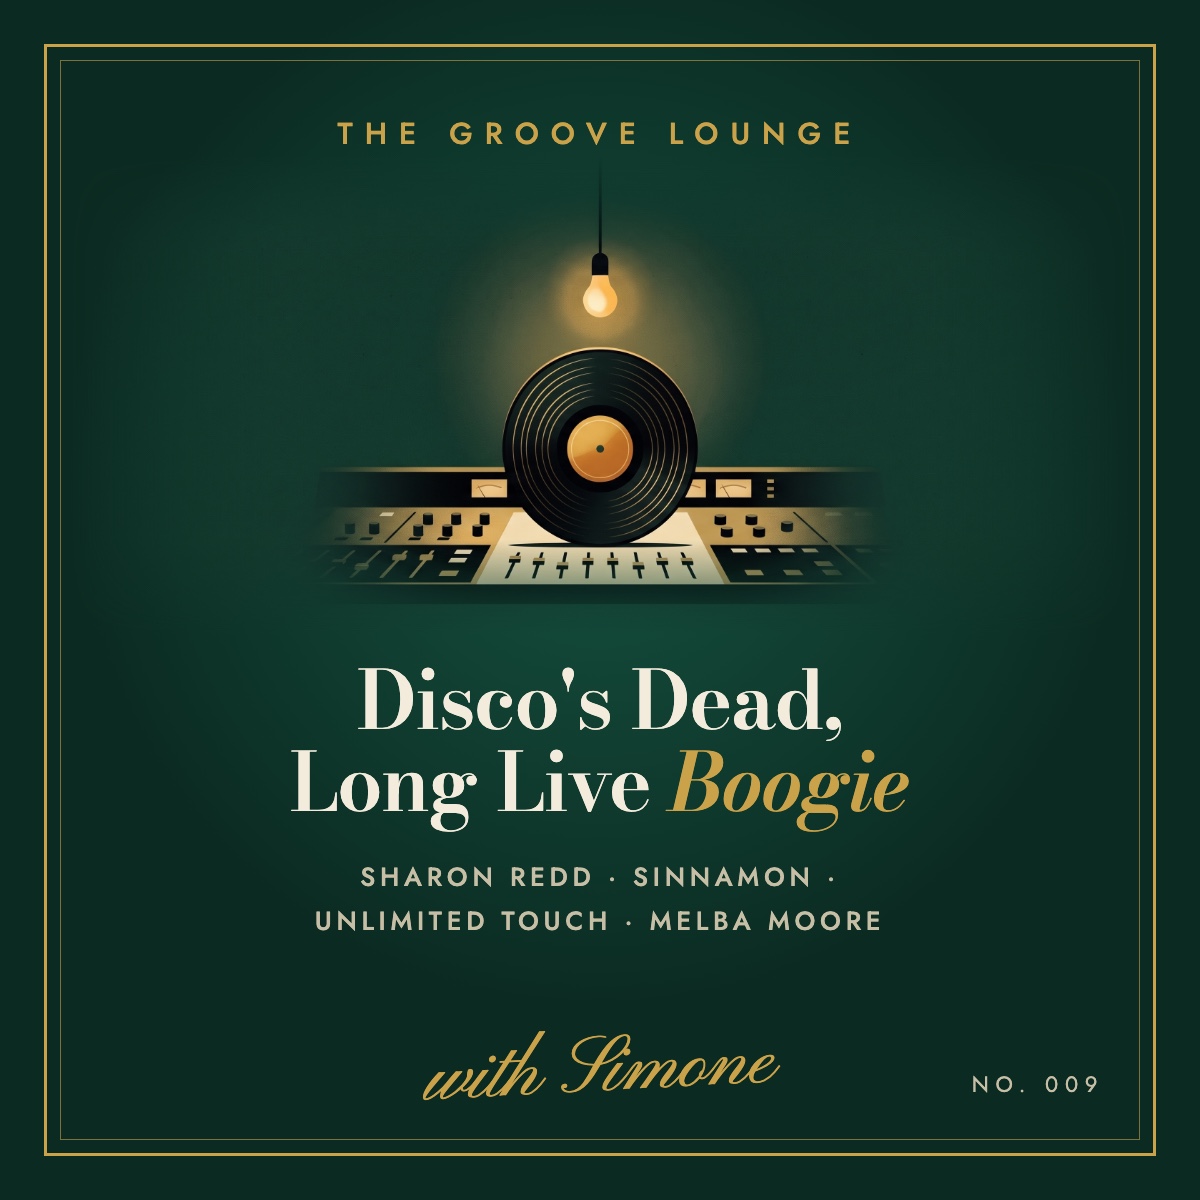 THE GROOVE LOUNGE
Disco's Dead,
Long Live Boogie
SHARON REDD · SINNAMON ·
UNLIMITED TOUCH · MELBA MOORE
with Simone
NO. 009